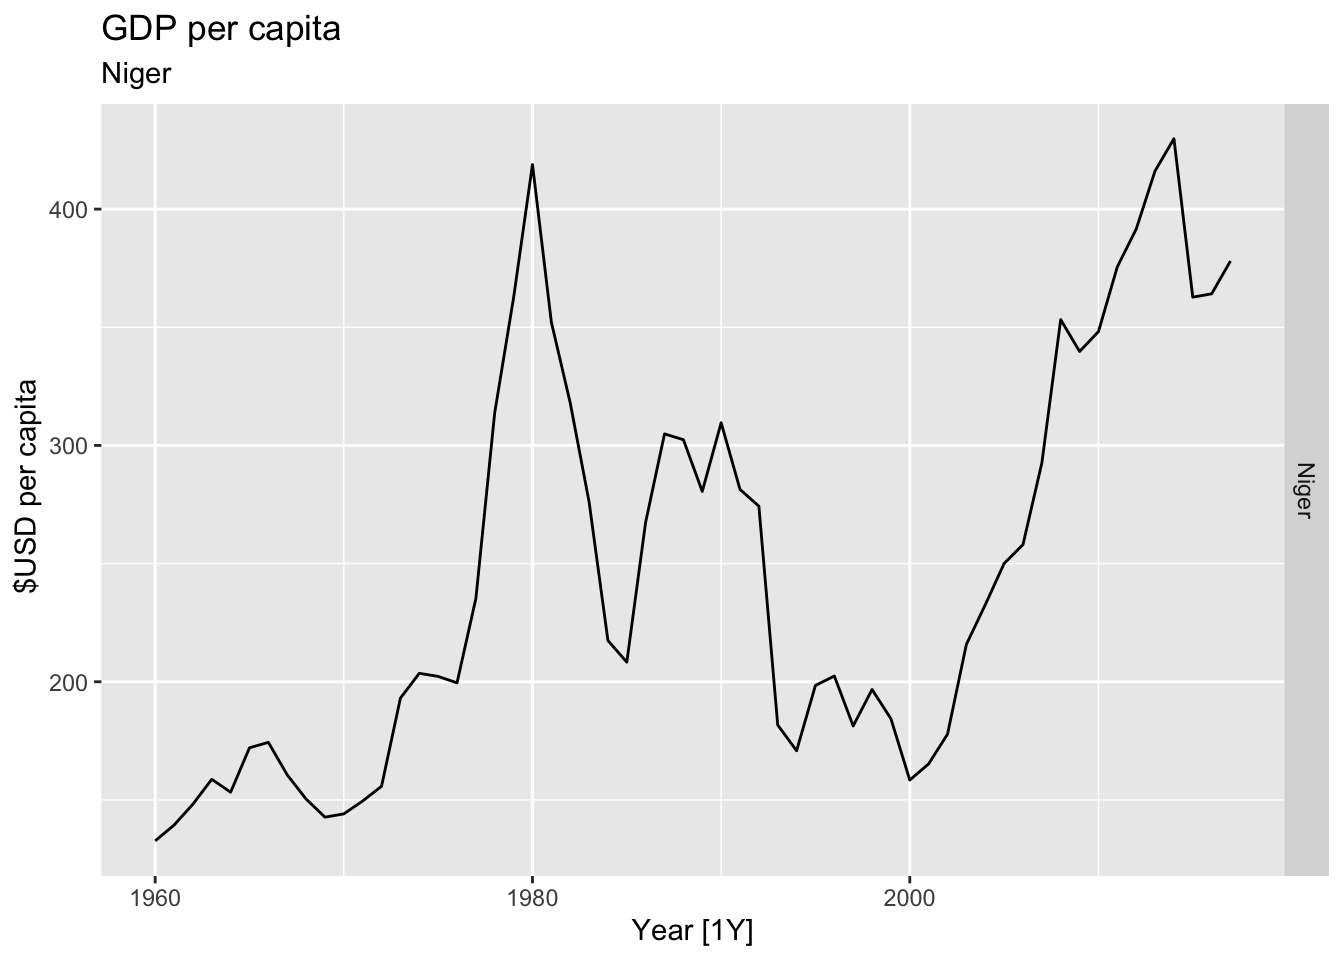 GDP per capita
Niger
400
300
200
$USD per capita
Niger
1960
1980
2000
Year [1Y]